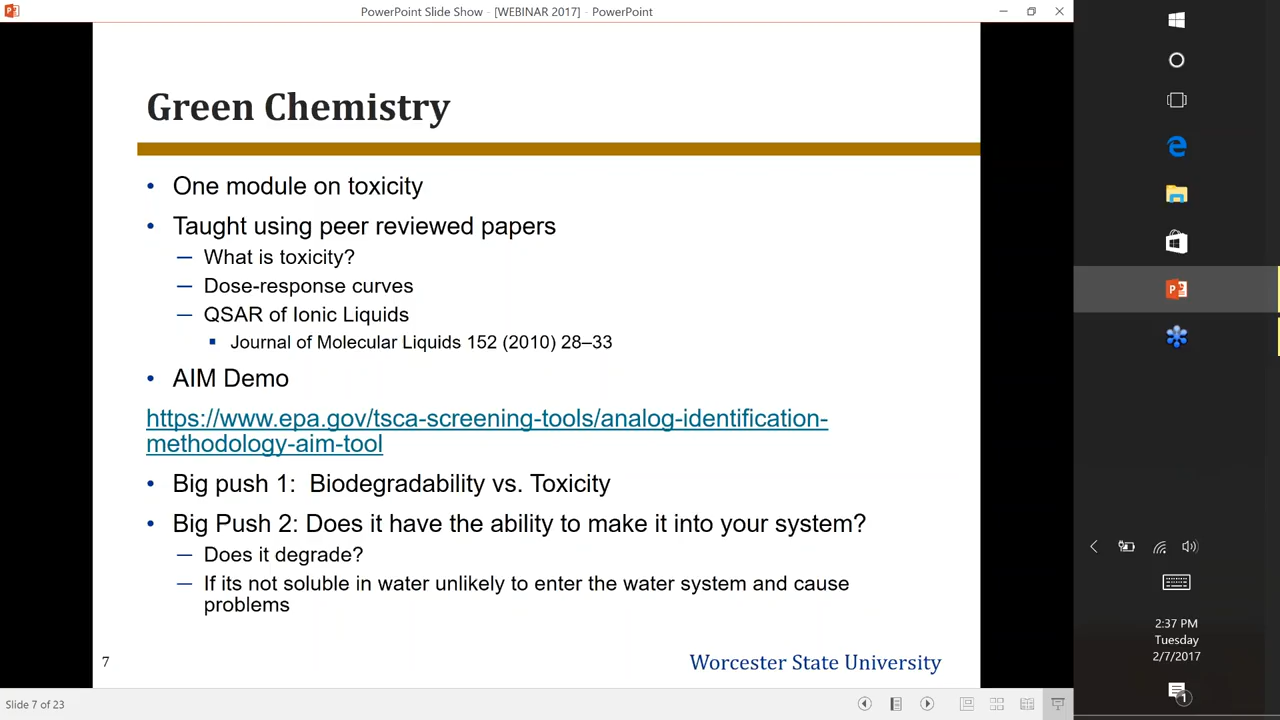 PowerPoint Slide Show - [WEBINAR 2017] - PowerPoint
Green Chemistry
• One module on toxicity
• Taught using peer reviewed papers
— What is toxicity?
— Dose-response curves
— QSAR of Ionic Liquids
▪ Journal of Molecular Liquids 152 (2010) 28–33
• AIM Demo
https://www.epa.gov/tsca-screening-tools/analog-identification-
methodology-aim-tool
• Big push 1: Biodegradability vs. Toxicity
• Big Push 2: Does it have the ability to make it into your system?
— Does it degrade?
— If its not soluble in water unlikely to enter the water system and cause
problems
7
Worcester State University
Slide 7 of 23
2:37 PM
Tuesday
2/7/2017
1